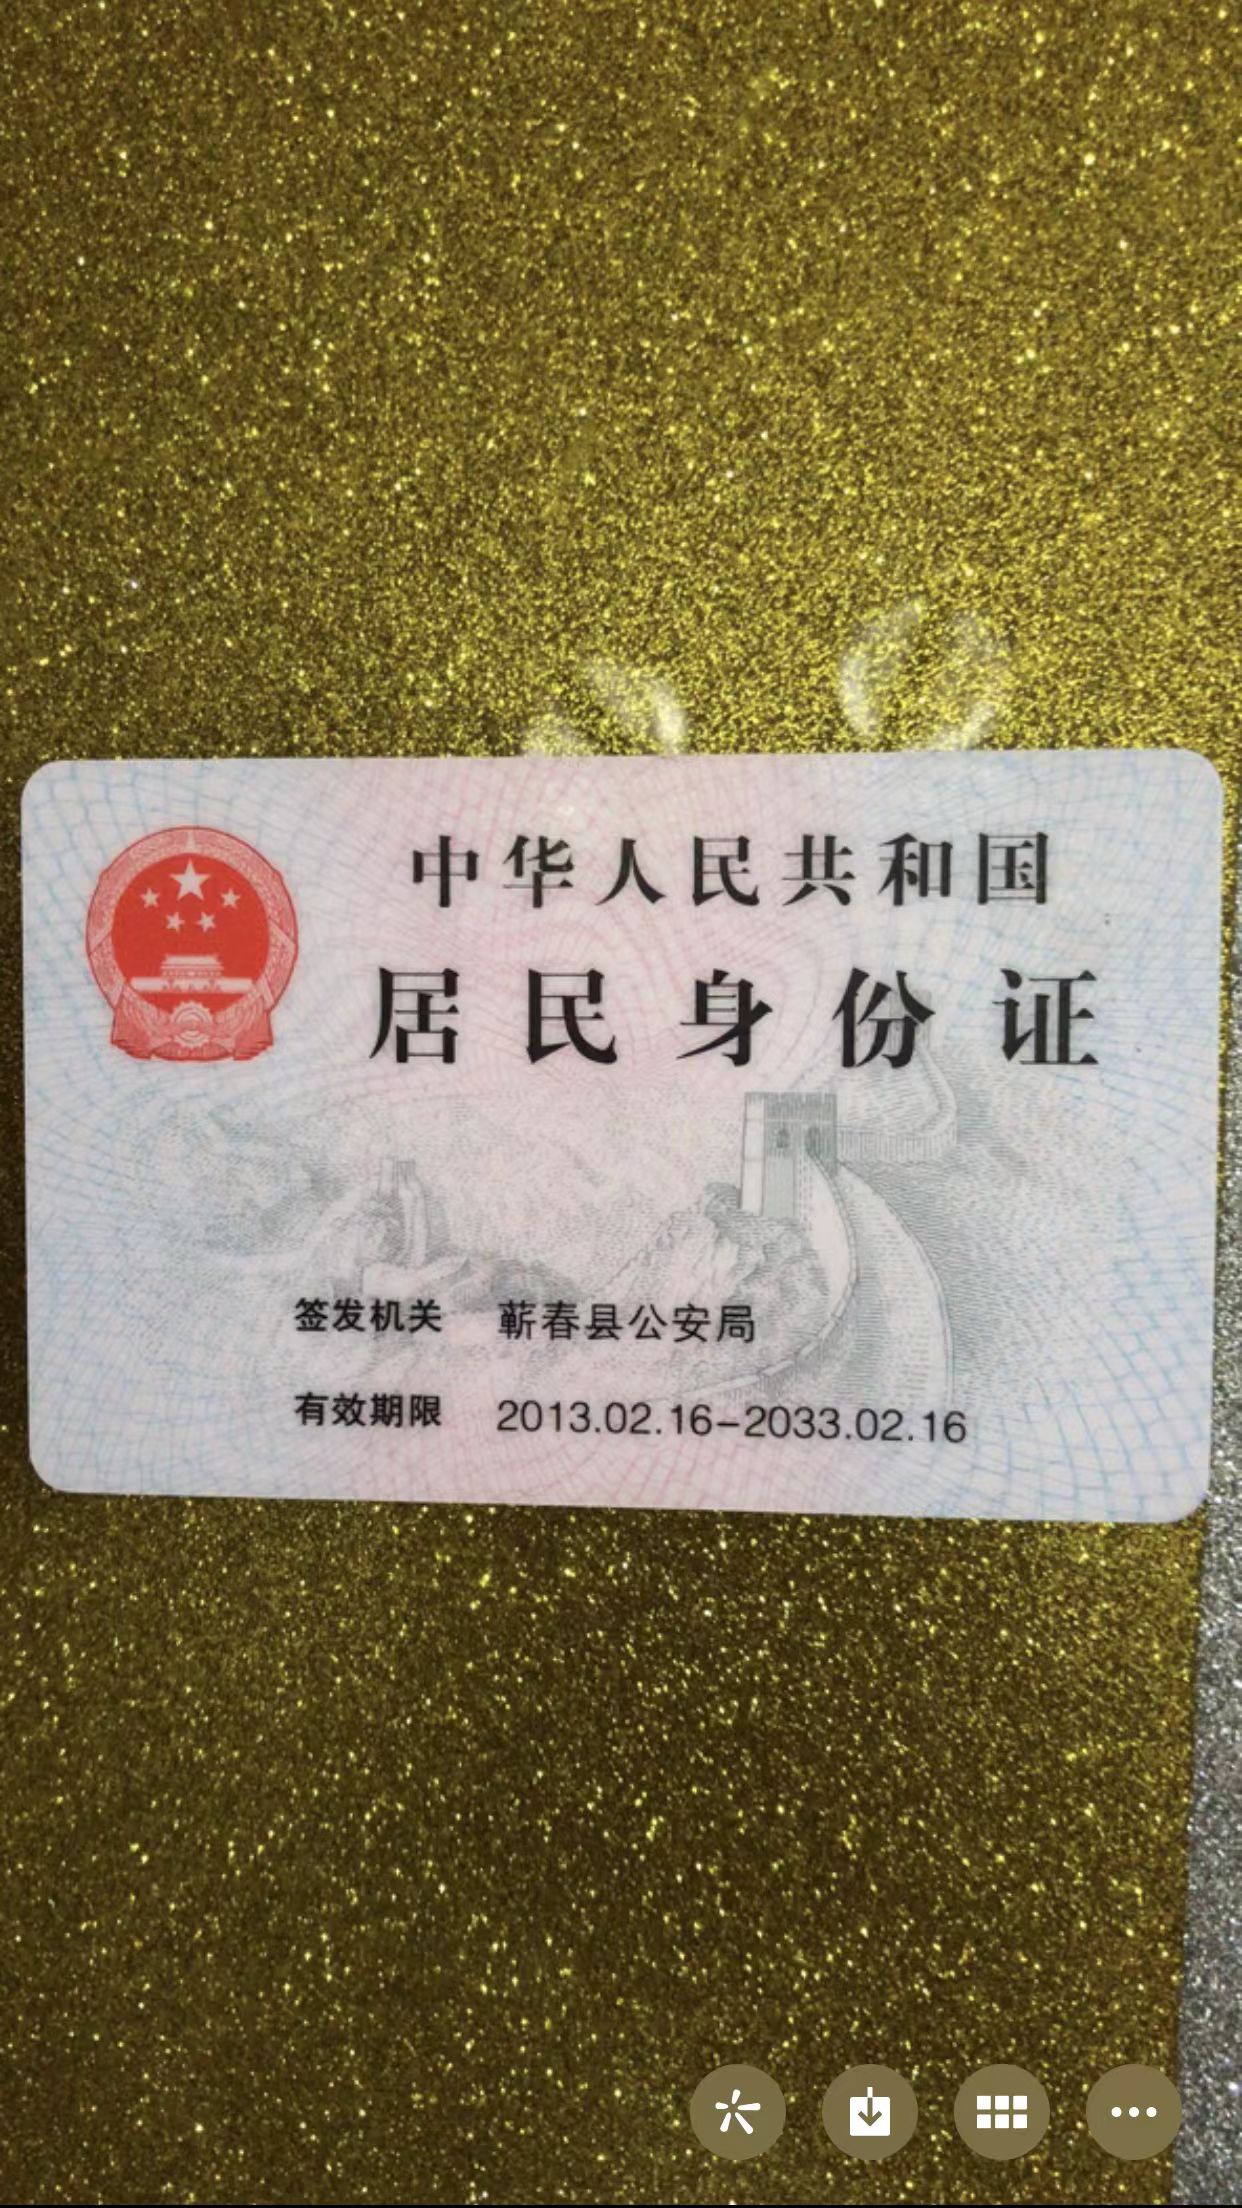 中华人民共和国
居民身份证
签发机关 蕲春县公安局
有效期限 2013.02.16-2033.02.16